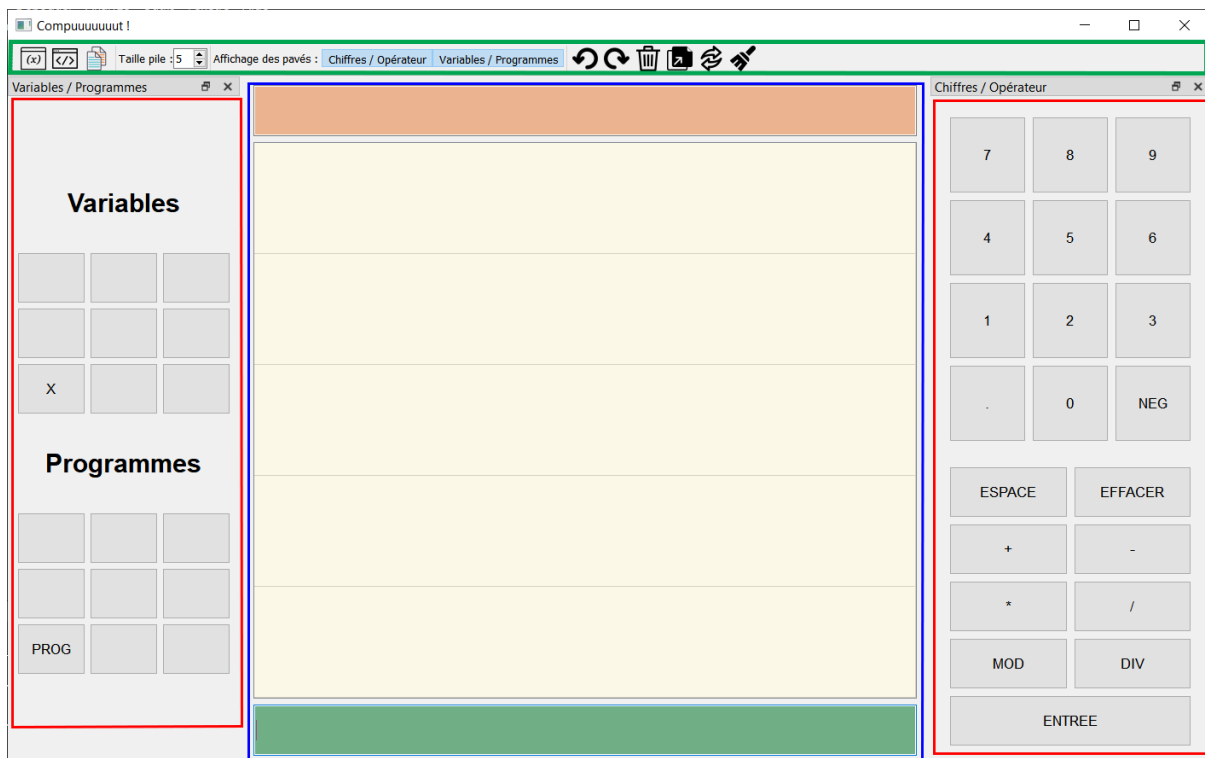 Compuuuuuut !
(x) </> Taille pile : 5 Affichage des pavés : Chiffres / Opérateur Variables / Programmes
Variables / Programmes
Variables
X
Programmes
PROG
Chiffres / Opérateur
7 8 9
4 5 6
1 2 3
. 0 NEG
ESPACE EFFACER
+ -
* /
MOD DIV
ENTREE